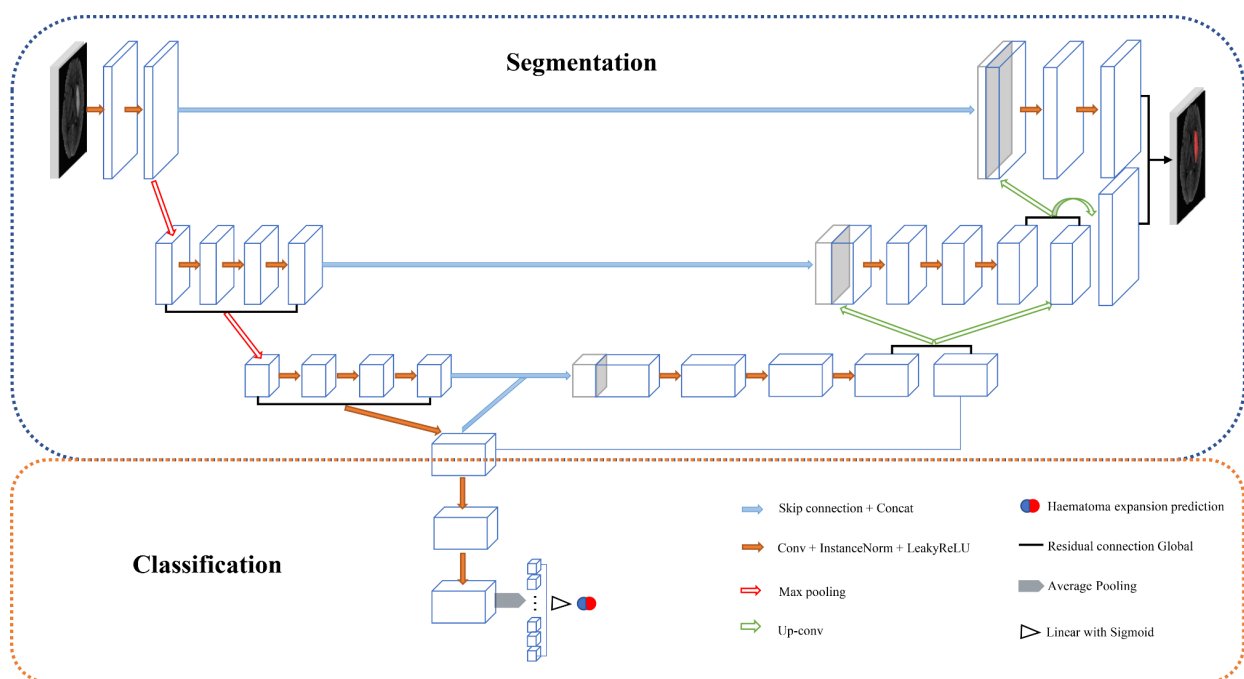 Segmentation
Classification
Skip connection + Concat
Conv + InstanceNorm + LeakyReLU
Max pooling
Up-conv
Haematoma expansion prediction
Residual connection Global
Average Pooling
Linear with Sigmoid